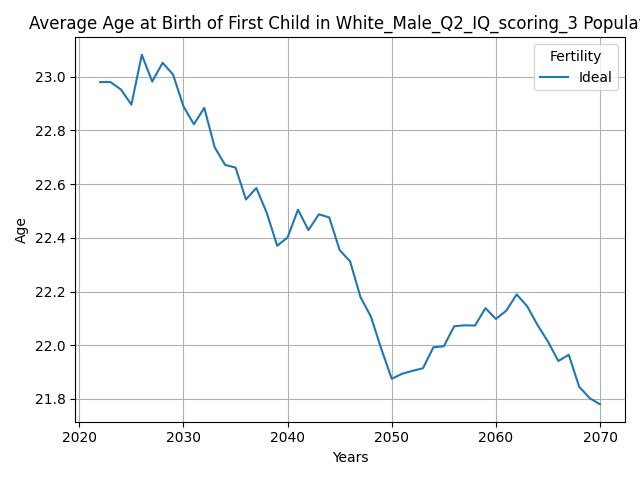 Average Age at Birth of First Child in White_Male_Q2_IQ_scoring_3 Populat
Fertility
Ideal
23.0
22.8
22.6
22.4
22.2
22.0
21.8
Age
2020 2030 2040 2050 2060 2070
Years